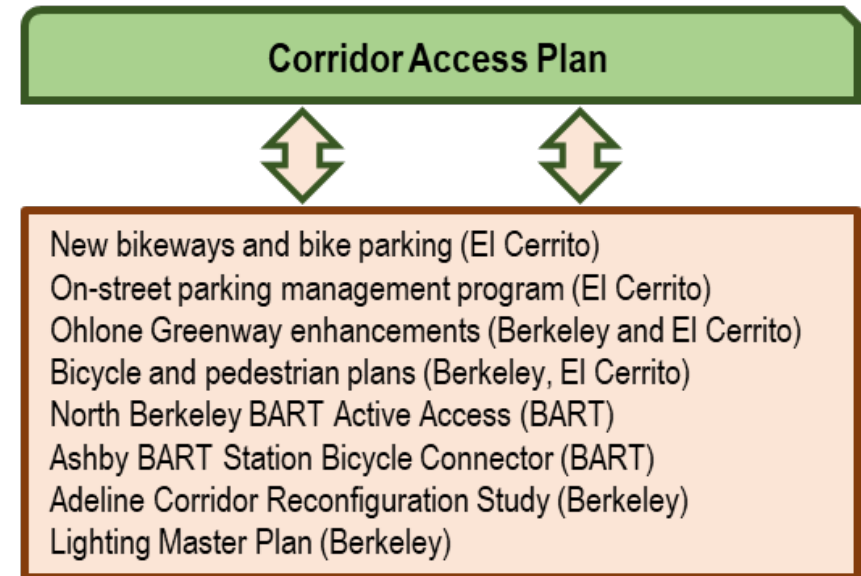 Corridor Access Plan
New bikeways and bike parking (El Cerrito)
On-street parking management program (El Cerrito)
Ohlone Greenway enhancements (Berkeley and El Cerrito)
Bicycle and pedestrian plans (Berkeley, El Cerrito)
North Berkeley BART Active Access (BART)
Ashby BART Station Bicycle Connector (BART)
Adeline Corridor Reconfiguration Study (Berkeley)
Lighting Master Plan (Berkeley)